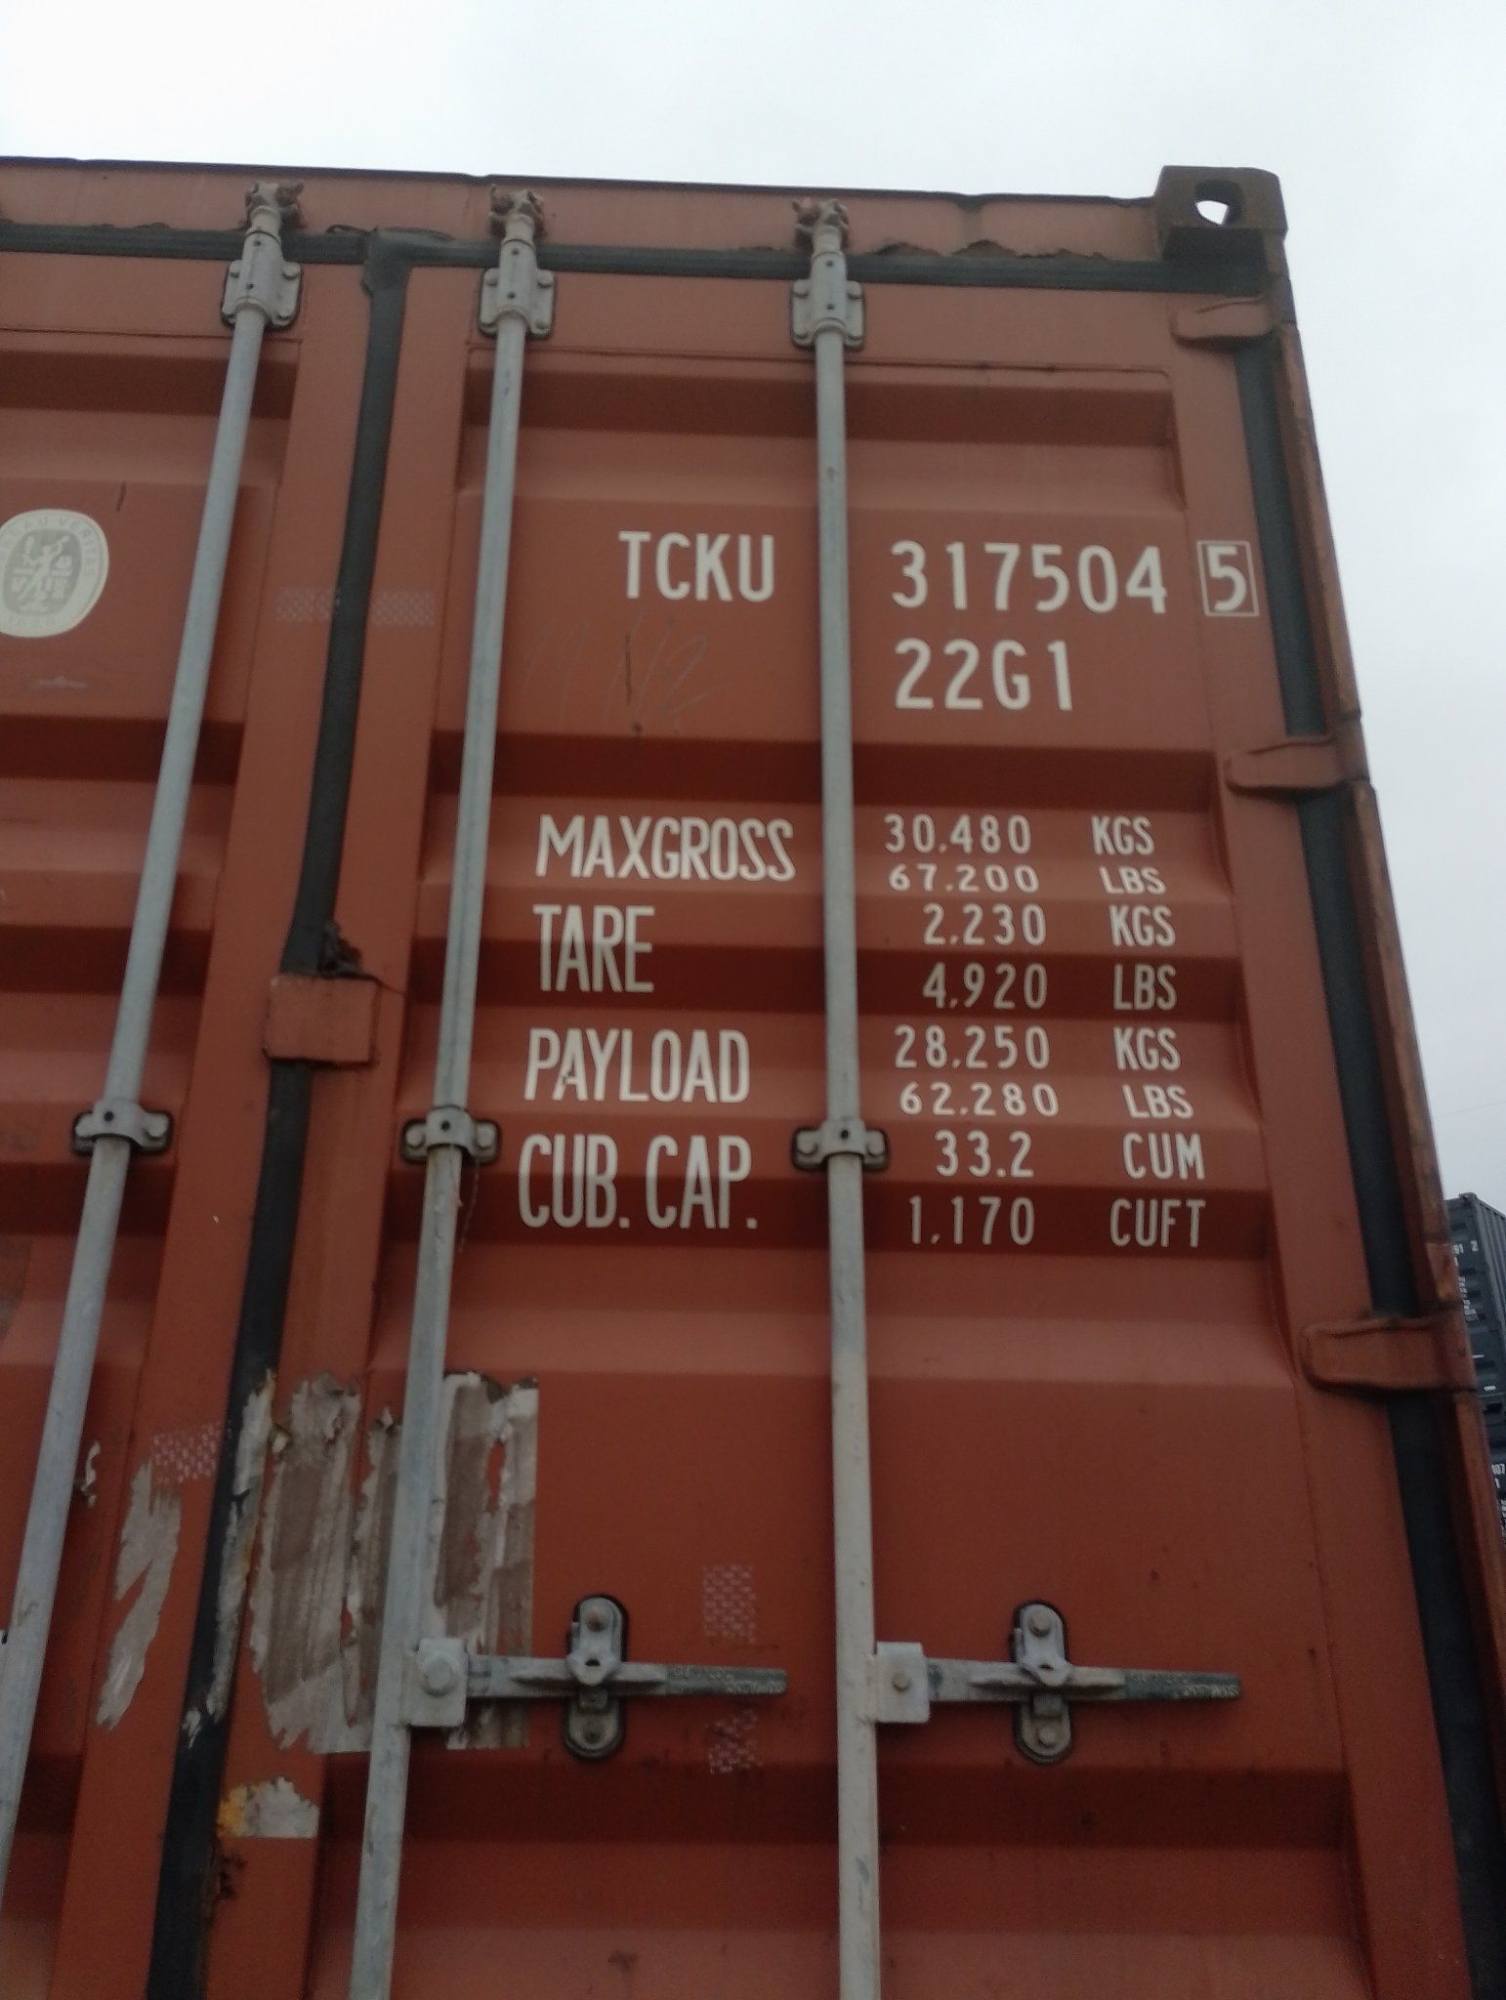 TCKU 317504 5
22G1
MAXGROSS 30.480 KGS
67.200 LBS
TARE 2.230 KGS
4.920 LBS
PAYLOAD 28.250 KGS
62.280 LBS
CUB. CAP. 33.2 CUM
1.170 CUFT